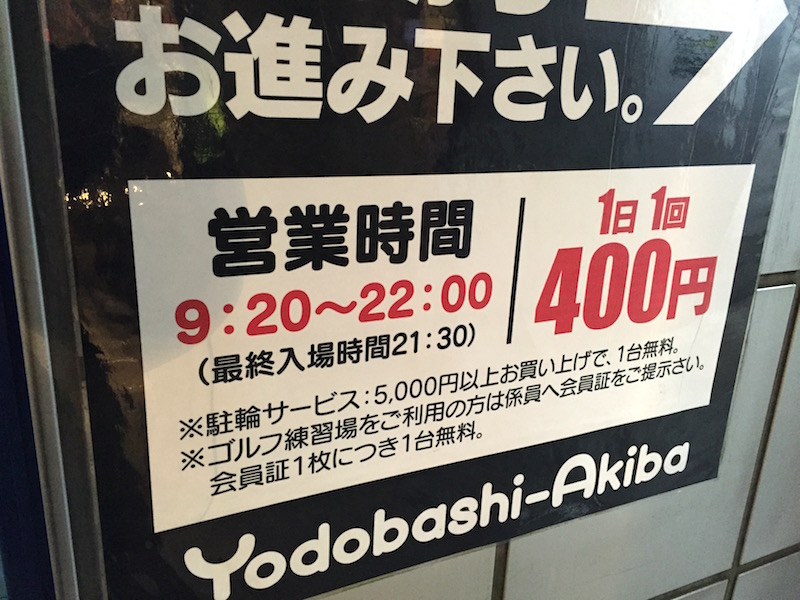 お進み下さい。
営業時間
9:20〜22:00
(最終入場時間21:30)
1日1回
400円
※駐輪サービス:5,000円以上お買い上げで、1台無料。
※ゴルフ練習場をご利用の方は係員へ会員証をご提示さい。
会員証1枚につき1台無料。
Yodobashi-Akiba